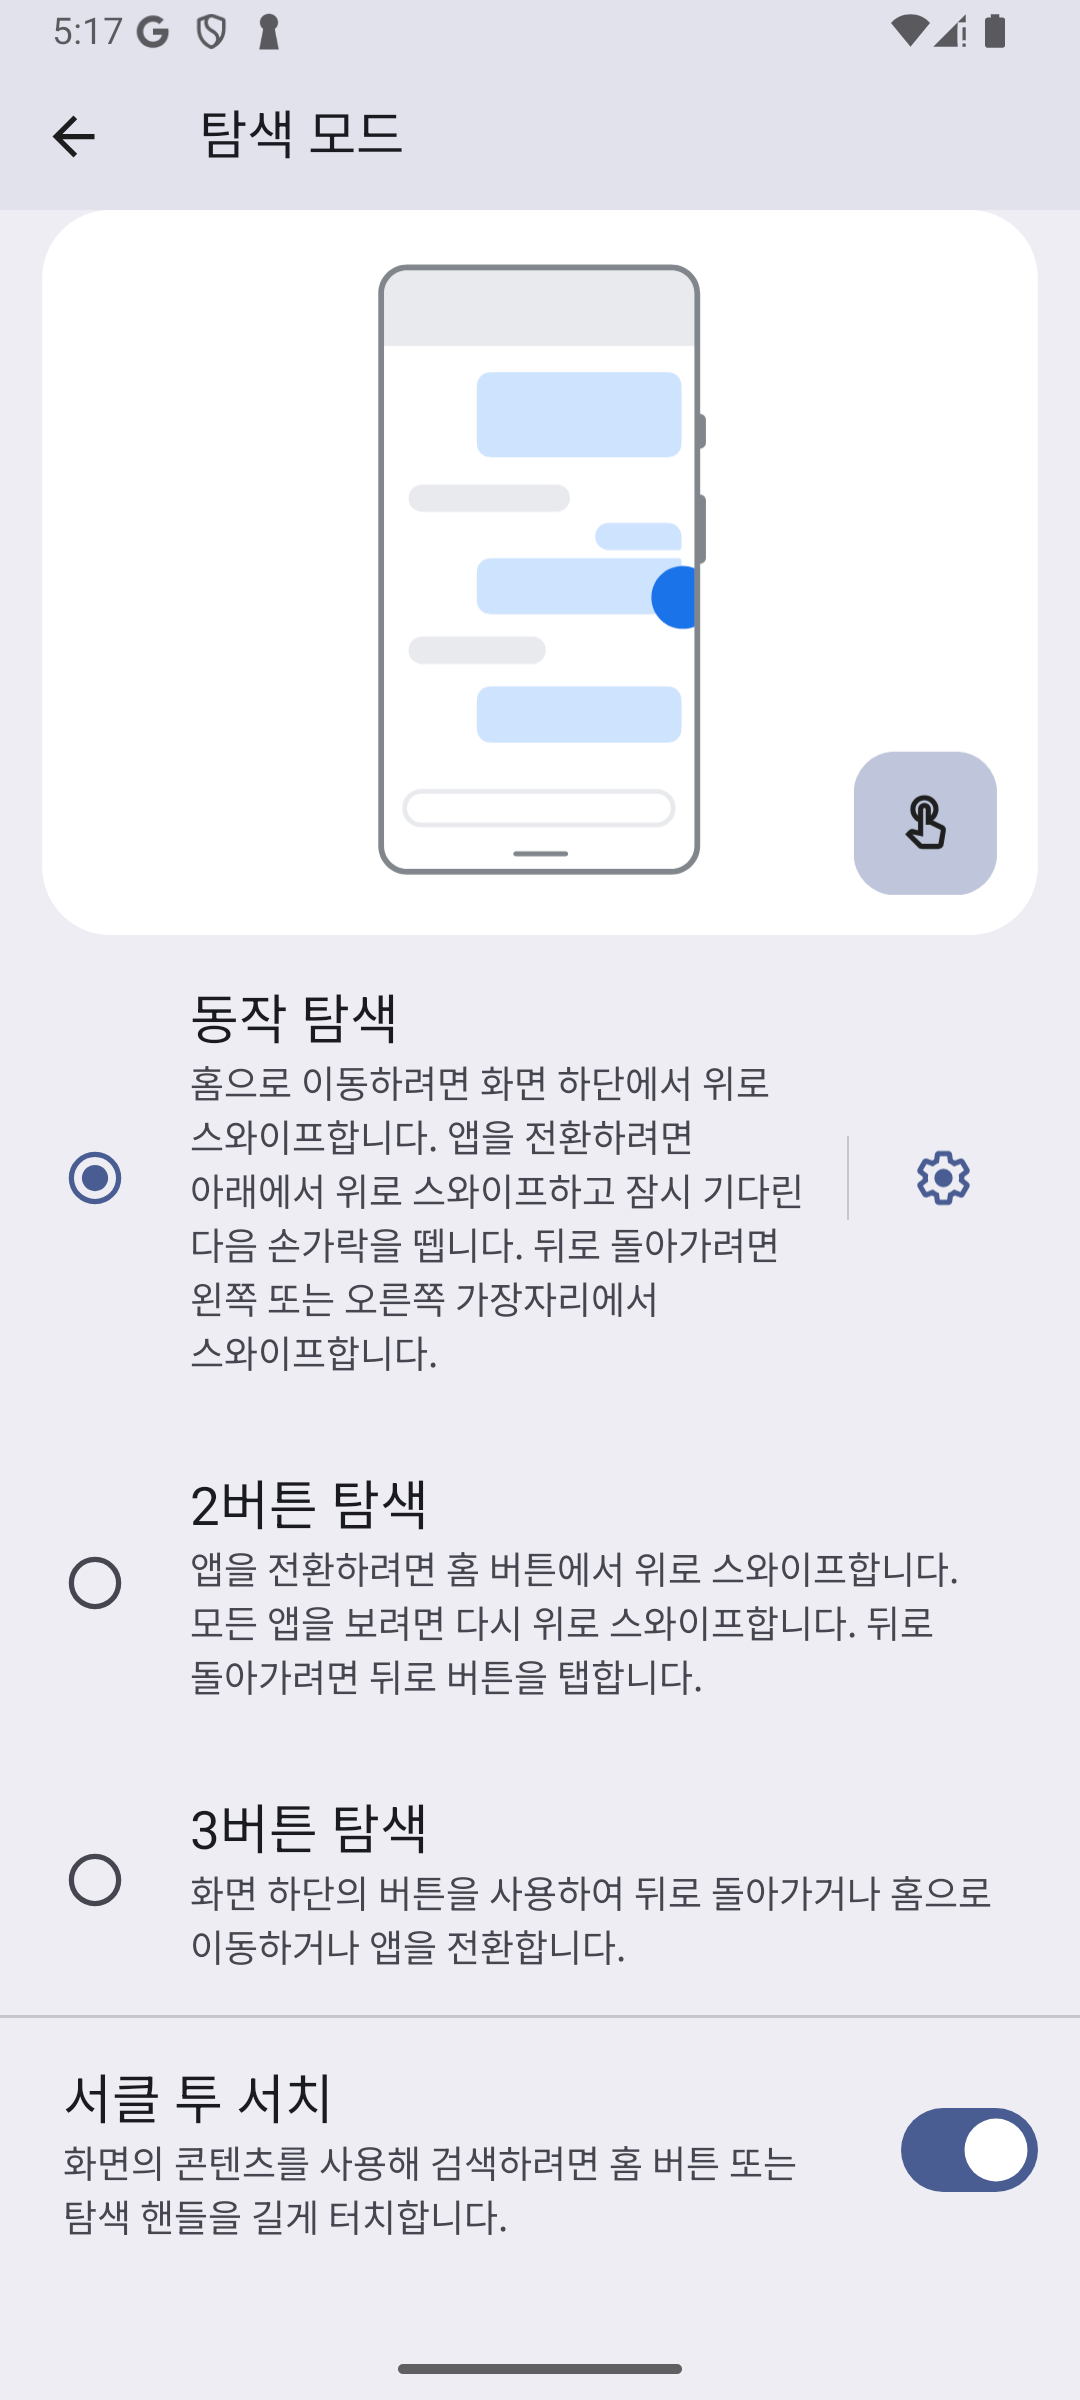 5:17
탐색 모드
동작 탐색
홈으로 이동하려면 화면 하단에서 위로
스와이프합니다. 앱을 전환하려면
아래에서 위로 스와이프하고 잠시 기다린
다음 손가락을 뗍니다. 뒤로 돌아가려면
왼쪽 또는 오른쪽 가장자리에서
스와이프합니다.
2버튼 탐색
앱을 전환하려면 홈 버튼에서 위로 스와이프합니다.
모든 앱을 보려면 다시 위로 스와이프합니다. 뒤로
돌아가려면 뒤로 버튼을 탭합니다.
3버튼 탐색
화면 하단의 버튼을 사용하여 뒤로 돌아가거나 홈으로
이동하거나 앱을 전환합니다.
서클 투 서치
화면의 콘텐츠를 사용해 검색하려면 홈 버튼 또는
탐색 핸들을 길게 터치합니다.